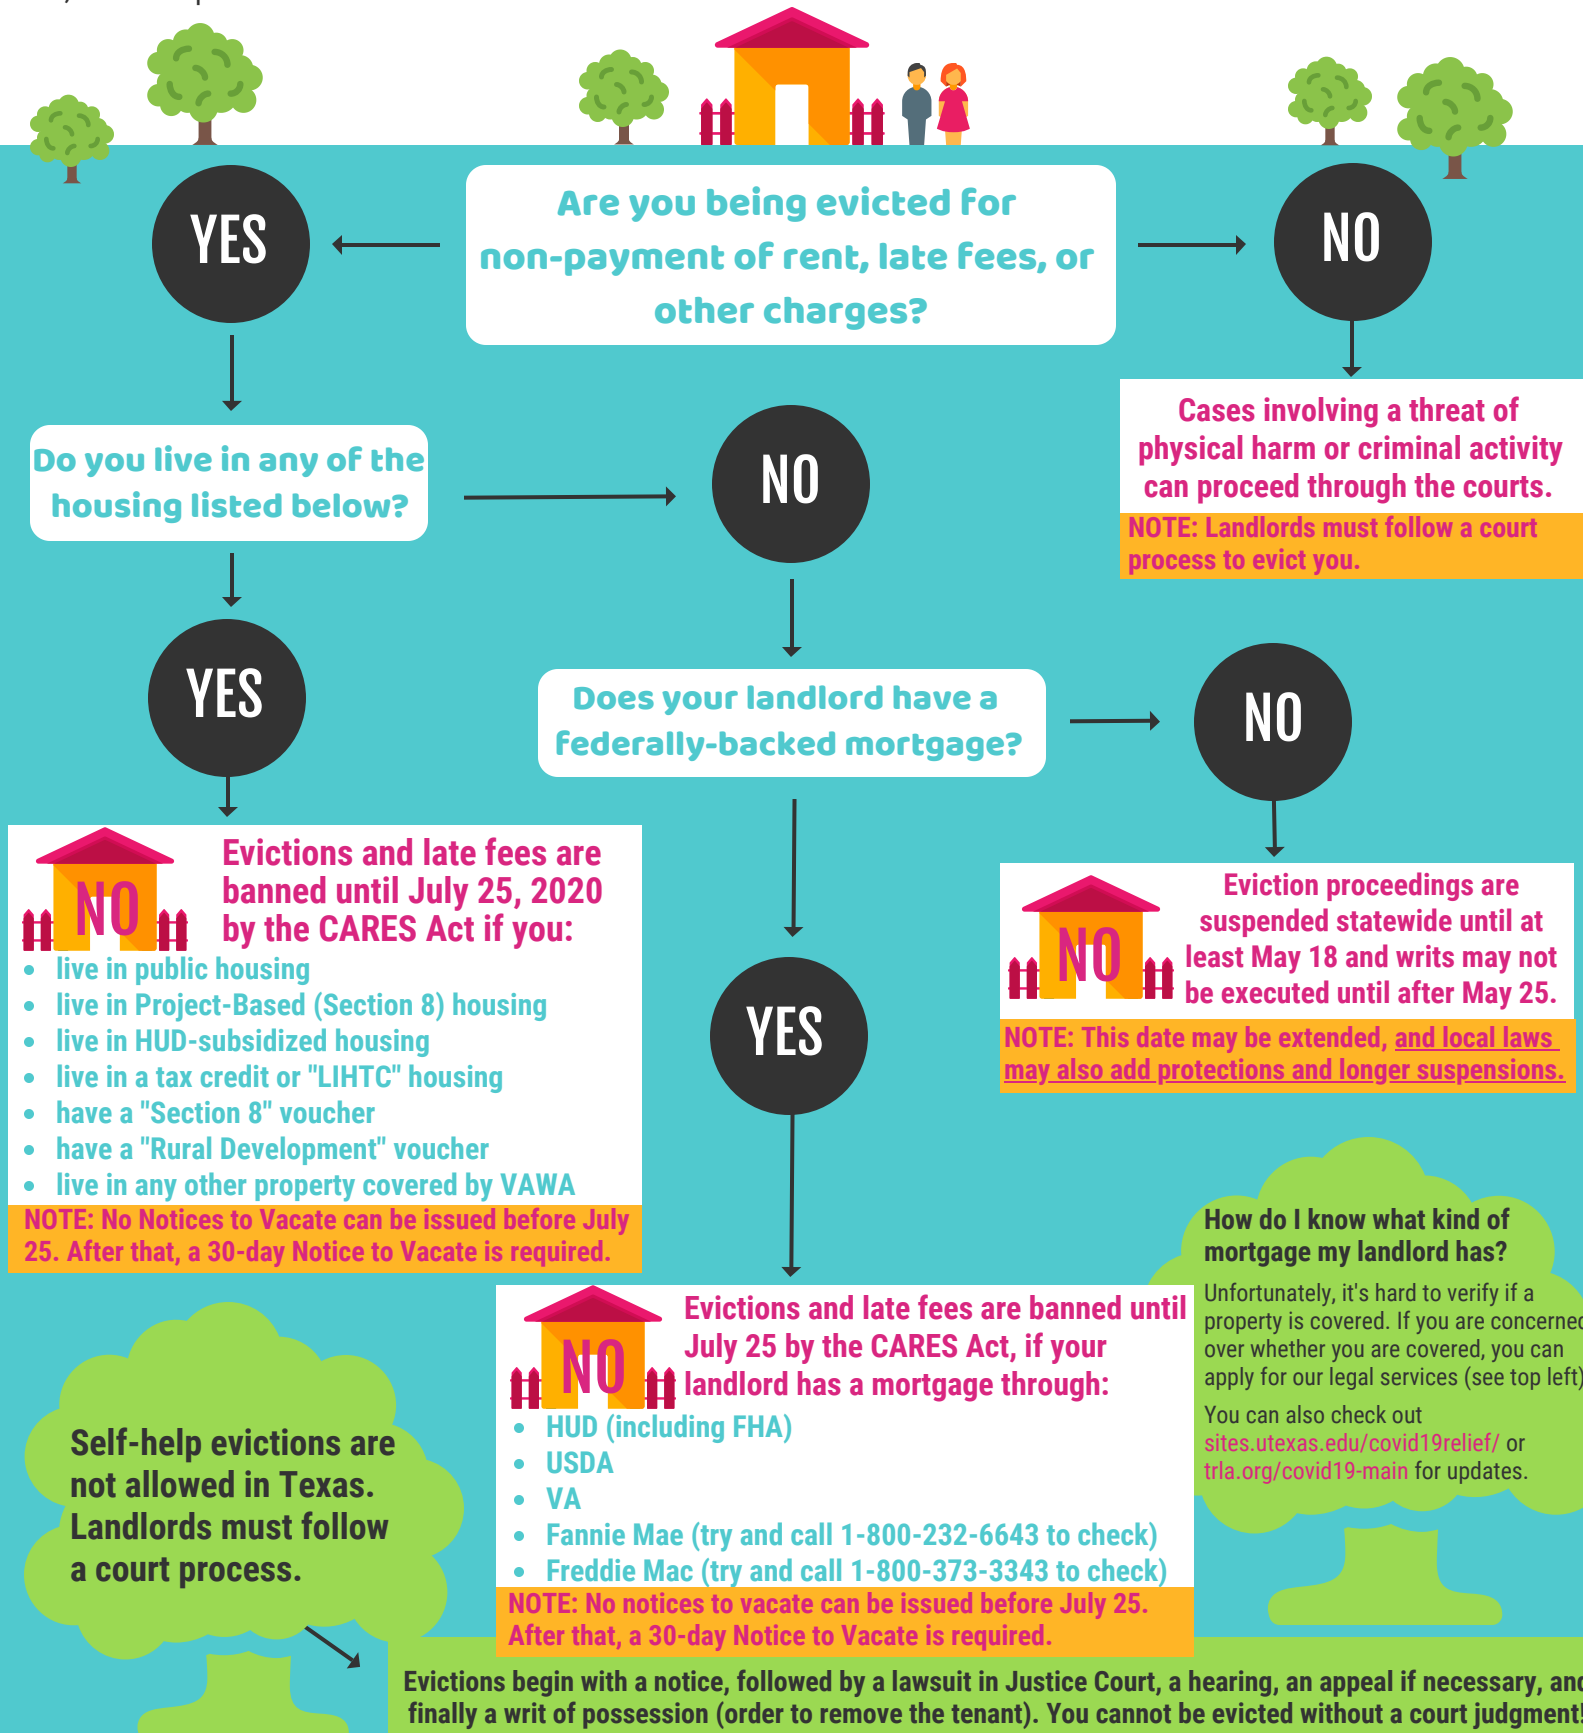 YES
Are you being evicted for
non-payment of rent, late fees, or
other charges?
NO
Cases involving a threat of
physical harm or criminal activity
can proceed through the courts.
NOTE: Landlords must follow a court
process to evict you.
Do you live in any of the
housing listed below?
NO
YES
Does your landlord have a
federally-backed mortgage?
NO
NO
Evictions and late fees are
banned until July 25, 2020
by the CARES Act if you:
• live in public housing
• live in Project-Based (Section 8) housing
• live in HUD-subsidized housing
• live in a tax credit or "LIHTC" housing
• have a "Section 8" voucher
• have a "Rural Development" voucher
• live in any other property covered by VAWA
NOTE: No Notices to Vacate can be issued before July
25. After that, a 30-day Notice to Vacate is required.
NO
Eviction proceedings are
suspended statewide until at
least May 18 and writs may not
be executed until after May 25.
NOTE: This date may be extended, and local laws
may also add protections and longer suspensions.
YES
How do I know what kind of
mortgage my landlord has?
Unfortunately, it's hard to verify if a
property is covered. If you are concerned
over whether you are covered, you can
apply for our legal services (see top left)
You can also check out
sites.utexas.edu/covid19relief/ or
trla.org/covid19-main for updates.
NO
Evictions and late fees are banned until
July 25 by the CARES Act, if your
landlord has a mortgage through:
• HUD (including FHA)
• USDA
• VA
• Fannie Mae (try and call 1-800-232-6643 to check)
• Freddie Mac (try and call 1-800-373-3343 to check)
NOTE: No notices to vacate can be issued before July 25.
After that, a 30-day Notice to Vacate is required.
Self-help evictions are
not allowed in Texas.
Landlords must follow
a court process.
Evictions begin with a notice, followed by a lawsuit in Justice Court, a hearing, an appeal if necessary, and
finally a writ of possession (order to remove the tenant). You cannot be evicted without a court judgment!